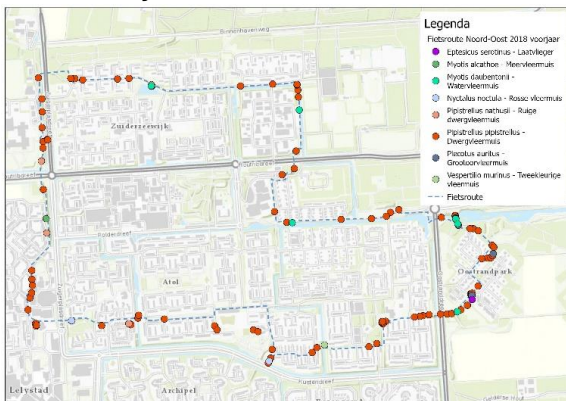 Legenda
Fietsroute Noord-Oost 2018 voorjaar
Eptesicus serotinus - Laatvlieger
Myotis alcathon - Meervleermuis
Myotis daubentonii -
Watervleermuis
Nyctalus noctula - Rosse vleermuis
Pipistrellus nathusii - Ruige
dwergvleermuis
Pipistrellus pipistrellus -
Dwergvleermuis
Plecotus auritus -
Grootoorvleermuis
Vespertilio murinus - Tweekleurige
vleermuis
Fietsroute
Binnenhavenweg
Zuiderzeewijk
Oostrandpark
Atol
Lelystad
Archipel